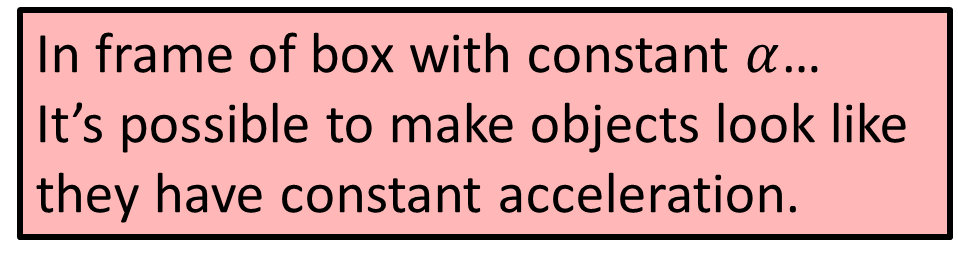 In frame of box with constant 𝛼…
It’s possible to make objects look like
they have constant acceleration.